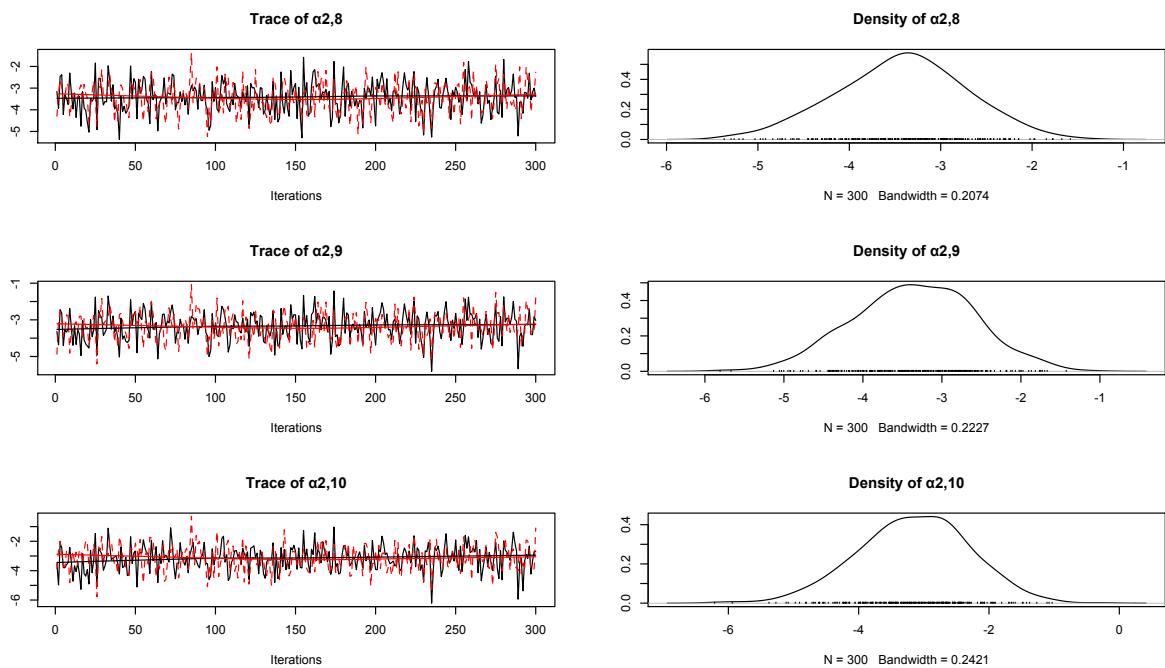 Trace of α2,8
-2
-3
-4
-5
0 50 100 150 200 250 300
Iterations
Density of α2,8
0.4
0.2
0.0
-6 -5 -4 -3 -2 -1
N = 300 Bandwidth = 0.2074
Trace of α2,9
-1
-3
-5
0 50 100 150 200 250 300
Iterations
Density of α2,9
0.4
0.2
0.0
-6 -5 -4 -3 -2 -1
N = 300 Bandwidth = 0.2227
Trace of α2,10
-2
-4
-6
0 50 100 150 200 250 300
Iterations
Density of α2,10
0.4
0.2
0.0
-6 -4 -2 0
N = 300 Bandwidth = 0.2421